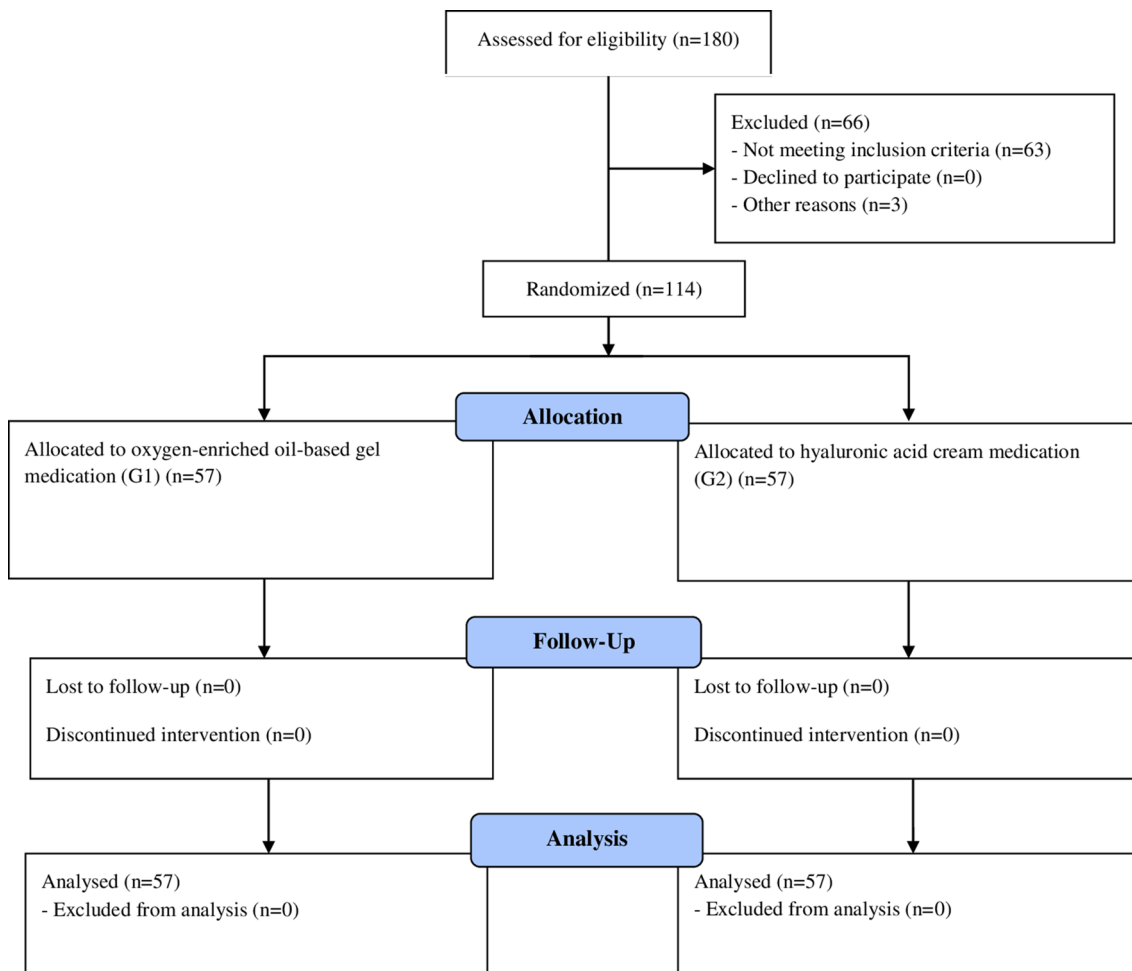 Assessed for eligibility (n=180)
Excluded (n=66)
- Not meeting inclusion criteria (n=63)
- Declined to participate (n=0)
- Other reasons (n=3)
Randomized (n=114)
Allocation
Allocated to oxygen-enriched oil-based gel
medication (G1) (n=57)
Allocated to hyaluronic acid cream medication
(G2) (n=57)
Follow-Up
Lost to follow-up (n=0)
Discontinued intervention (n=0)
Lost to follow-up (n=0)
Discontinued intervention (n=0)
Analysis
Analysed (n=57)
- Excluded from analysis (n=0)
Analysed (n=57)
- Excluded from analysis (n=0)